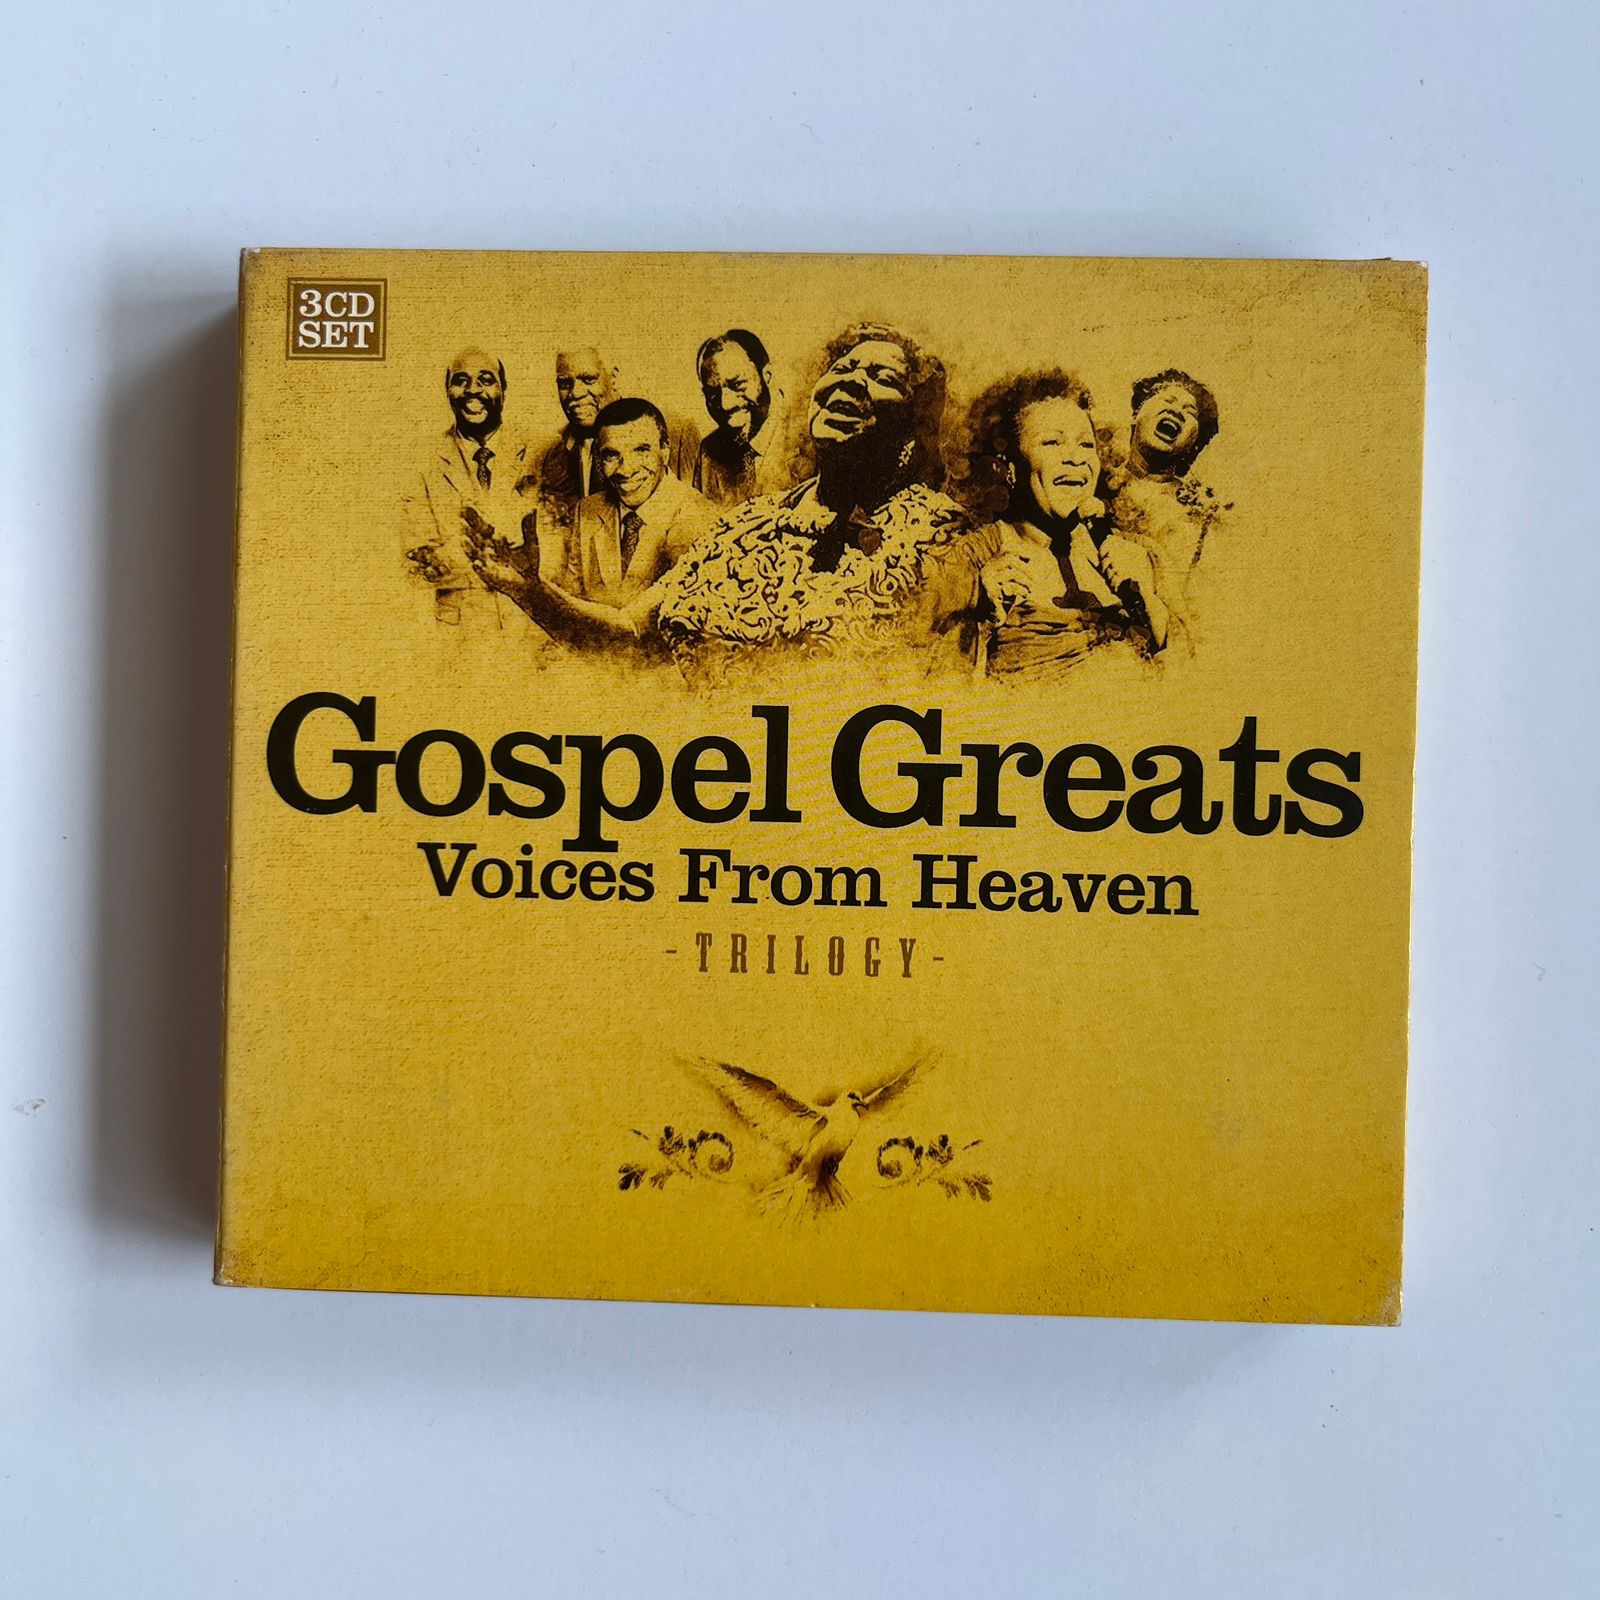 3CD
SET
Gospel Greats
Voices From Heaven
-TRILOGY-